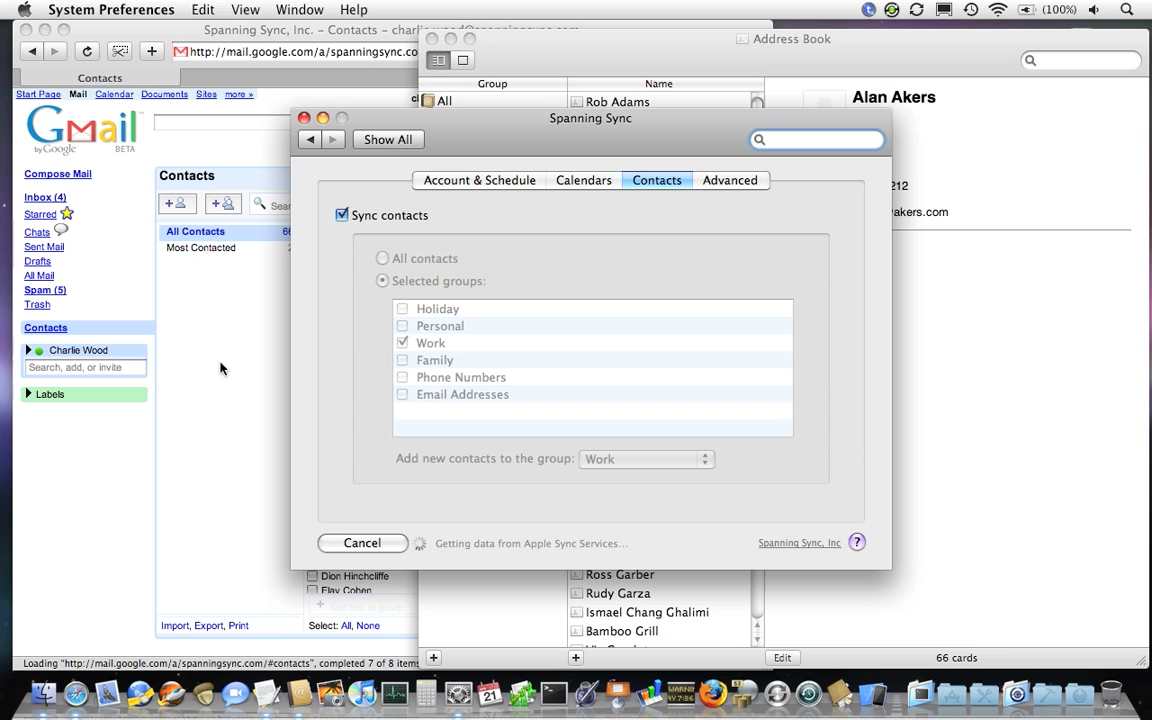 System Preferences Edit View Window Help (100%)
Spanning Sync, Inc. – Contacts –
http://mail.google.com/a/spanningsync.co
Contacts
Start Page Mail Calendar Documents Sites more »
Gmail
by Google BETA
Compose Mail
Inbox (4)
Starred
Chats
Sent Mail
Drafts
All Mail
Spam (5)
Trash
Contacts
Charlie Wood
Search, add, or invite
Labels
Contacts
Sea
All Contacts 66
Most Contacted
Import, Export, Print
Dion Hinchcliffe
Elay Cohen
Select: All, None
Loading "http://mail.google.com/a/spanningsync.com/#contacts", completed 7 of 8 items
Address Book
Group Name
All
Rob Adams
Alan Akers
212
akers.com
Ross Garber
Rudy Garza
Ismael Chang Ghalimi
Bamboo Grill
Edit
66 cards
Spanning Sync
Show All
Account & Schedule Calendars Contacts Advanced
Sync contacts
All contacts
Selected groups:
Holiday
Personal
Work
Family
Phone Numbers
Email Addresses
Add new contacts to the group: Work
Cancel Getting data from Apple Sync Services... Spanning Sync, Inc ?